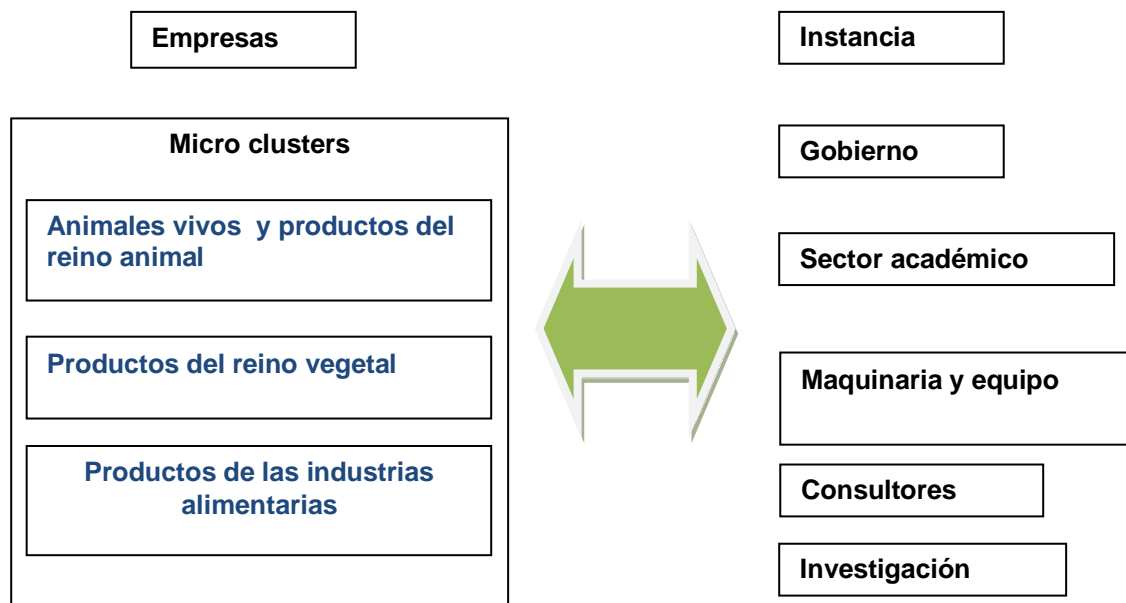 Empresas
Micro clusters
Animales vivos y productos del
reino animal
Productos del reino vegetal
Productos de las industrias
alimentarias
Instancia
Gobierno
Sector académico
Maquinaria y equipo
Consultores
Investigación